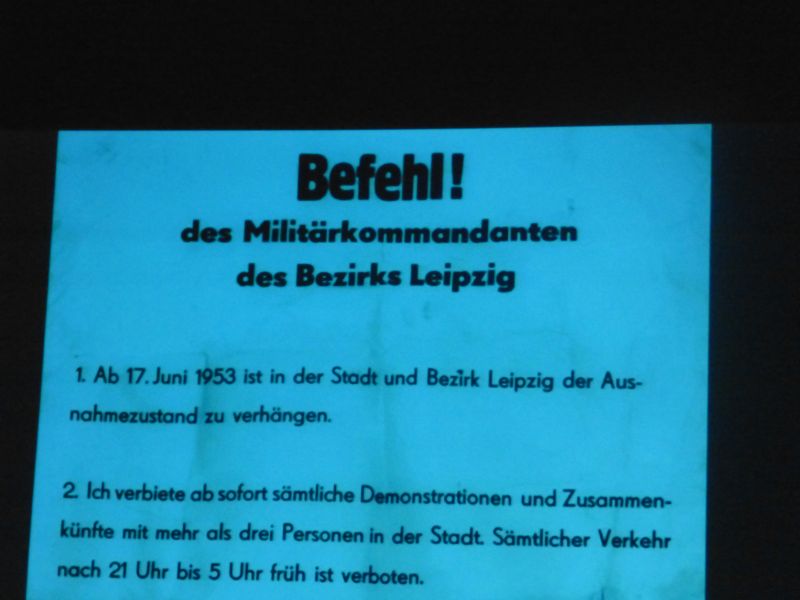 Befehl!
des Militärkommandanten
des Bezirks Leipzig
1. Ab 17. Juni 1953 ist in der Stadt und Bezirk Leipzig der Aus-
nahmezustand zu verhängen.
2. Ich verbiete ab sofort sämtliche Demonstrationen und Zusammen-
künfte mit mehr als drei Personen in der Stadt. Sämtlicher Verkehr
nach 21 Uhr bis 5 Uhr früh ist verboten.